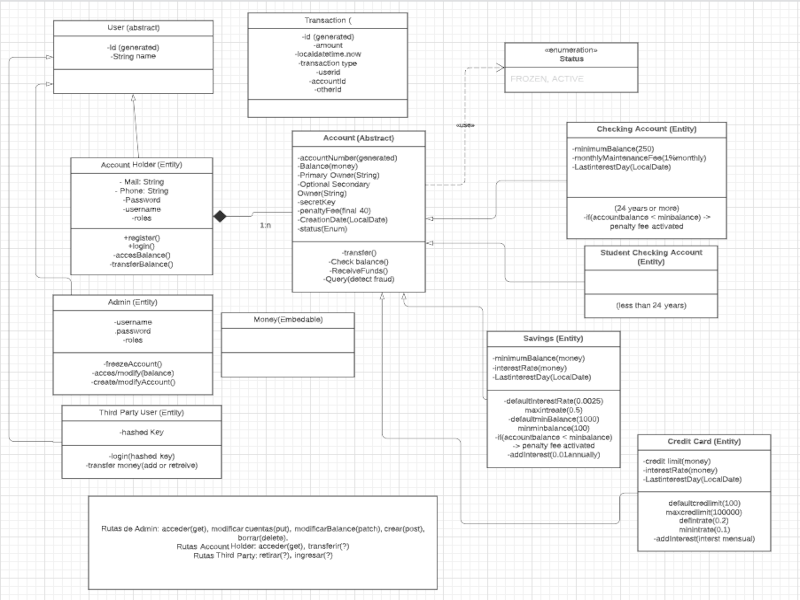 User (abstract)
-id (generated)
-String name
Transaction (
-id (generated)
-amount
-localdatetime.now
-transaction type
-userid
-accountid
-otherid
«enumeration»
Status
FROZEN, ACTIVE
«use»
Account Holder (Entity)
- Mail: String
- Phone: String
-Password
-username
-roles
+register()
+login()
-accesBalance()
-transferBalance()
1:n
Account (Abstract)
-accountNumber(generated)
-Balance(money)
-Primary Owner(String)
-Optional Secondary
Owner(String)
-secretKey
-penaltyFee(final 40)
-CreationDate(LocalDate)
-status(Enum)
-transfer()
-Check balance()
-ReceiveFunds()
-Query(detect fraud)
Checking Account (Entity)
-minimumBalance(250)
-monthlyMaintenanceFee(1%monthly)
-LastInterestDay(LocalDate)
(24 years or more)
-if(accountbalance < minbalance) ->
penalty fee activated
Student Checking Account
(Entity)
(less than 24 years)
Admin (Entity)
-username
.password
-roles
-freezeAccount()
-acces/modify(balance)
-create/modifyAccount()
Money(Embedable)
Savings (Entity)
-minimumBalance(money)
-interestRate(money)
-LastInterestDay(LocalDate)
-defaultInterestRate(0.0025)
maxintreate(0.5)
-defaultminBalance(1000)
minminbalance(100)
-if(accountbalance < minbalance)
-> penalty fee activated
-addInterest(0.01annually)
Third Party User (Entity)
-hashed Key
-login(hashed key)
-transfer money(add or retreive)
Credit Card (Entity)
-credit limit(money)
-interestRate(money)
-LastInterestDay(LocalDate)
defaultcredlimit(100)
maxcredlimit(100000)
defintrate(0.2)
minintrate(0.1)
-addInterest(interst mensual)
Rutas de Admin: acceder(get), modificar cuentas(put), modificarBalance(patch), crear(post),
borrar(delete),
Rutas Account Holder: acceder(get), transferir(?)
Rutas Third Party: retirar(?), ingresar(?)